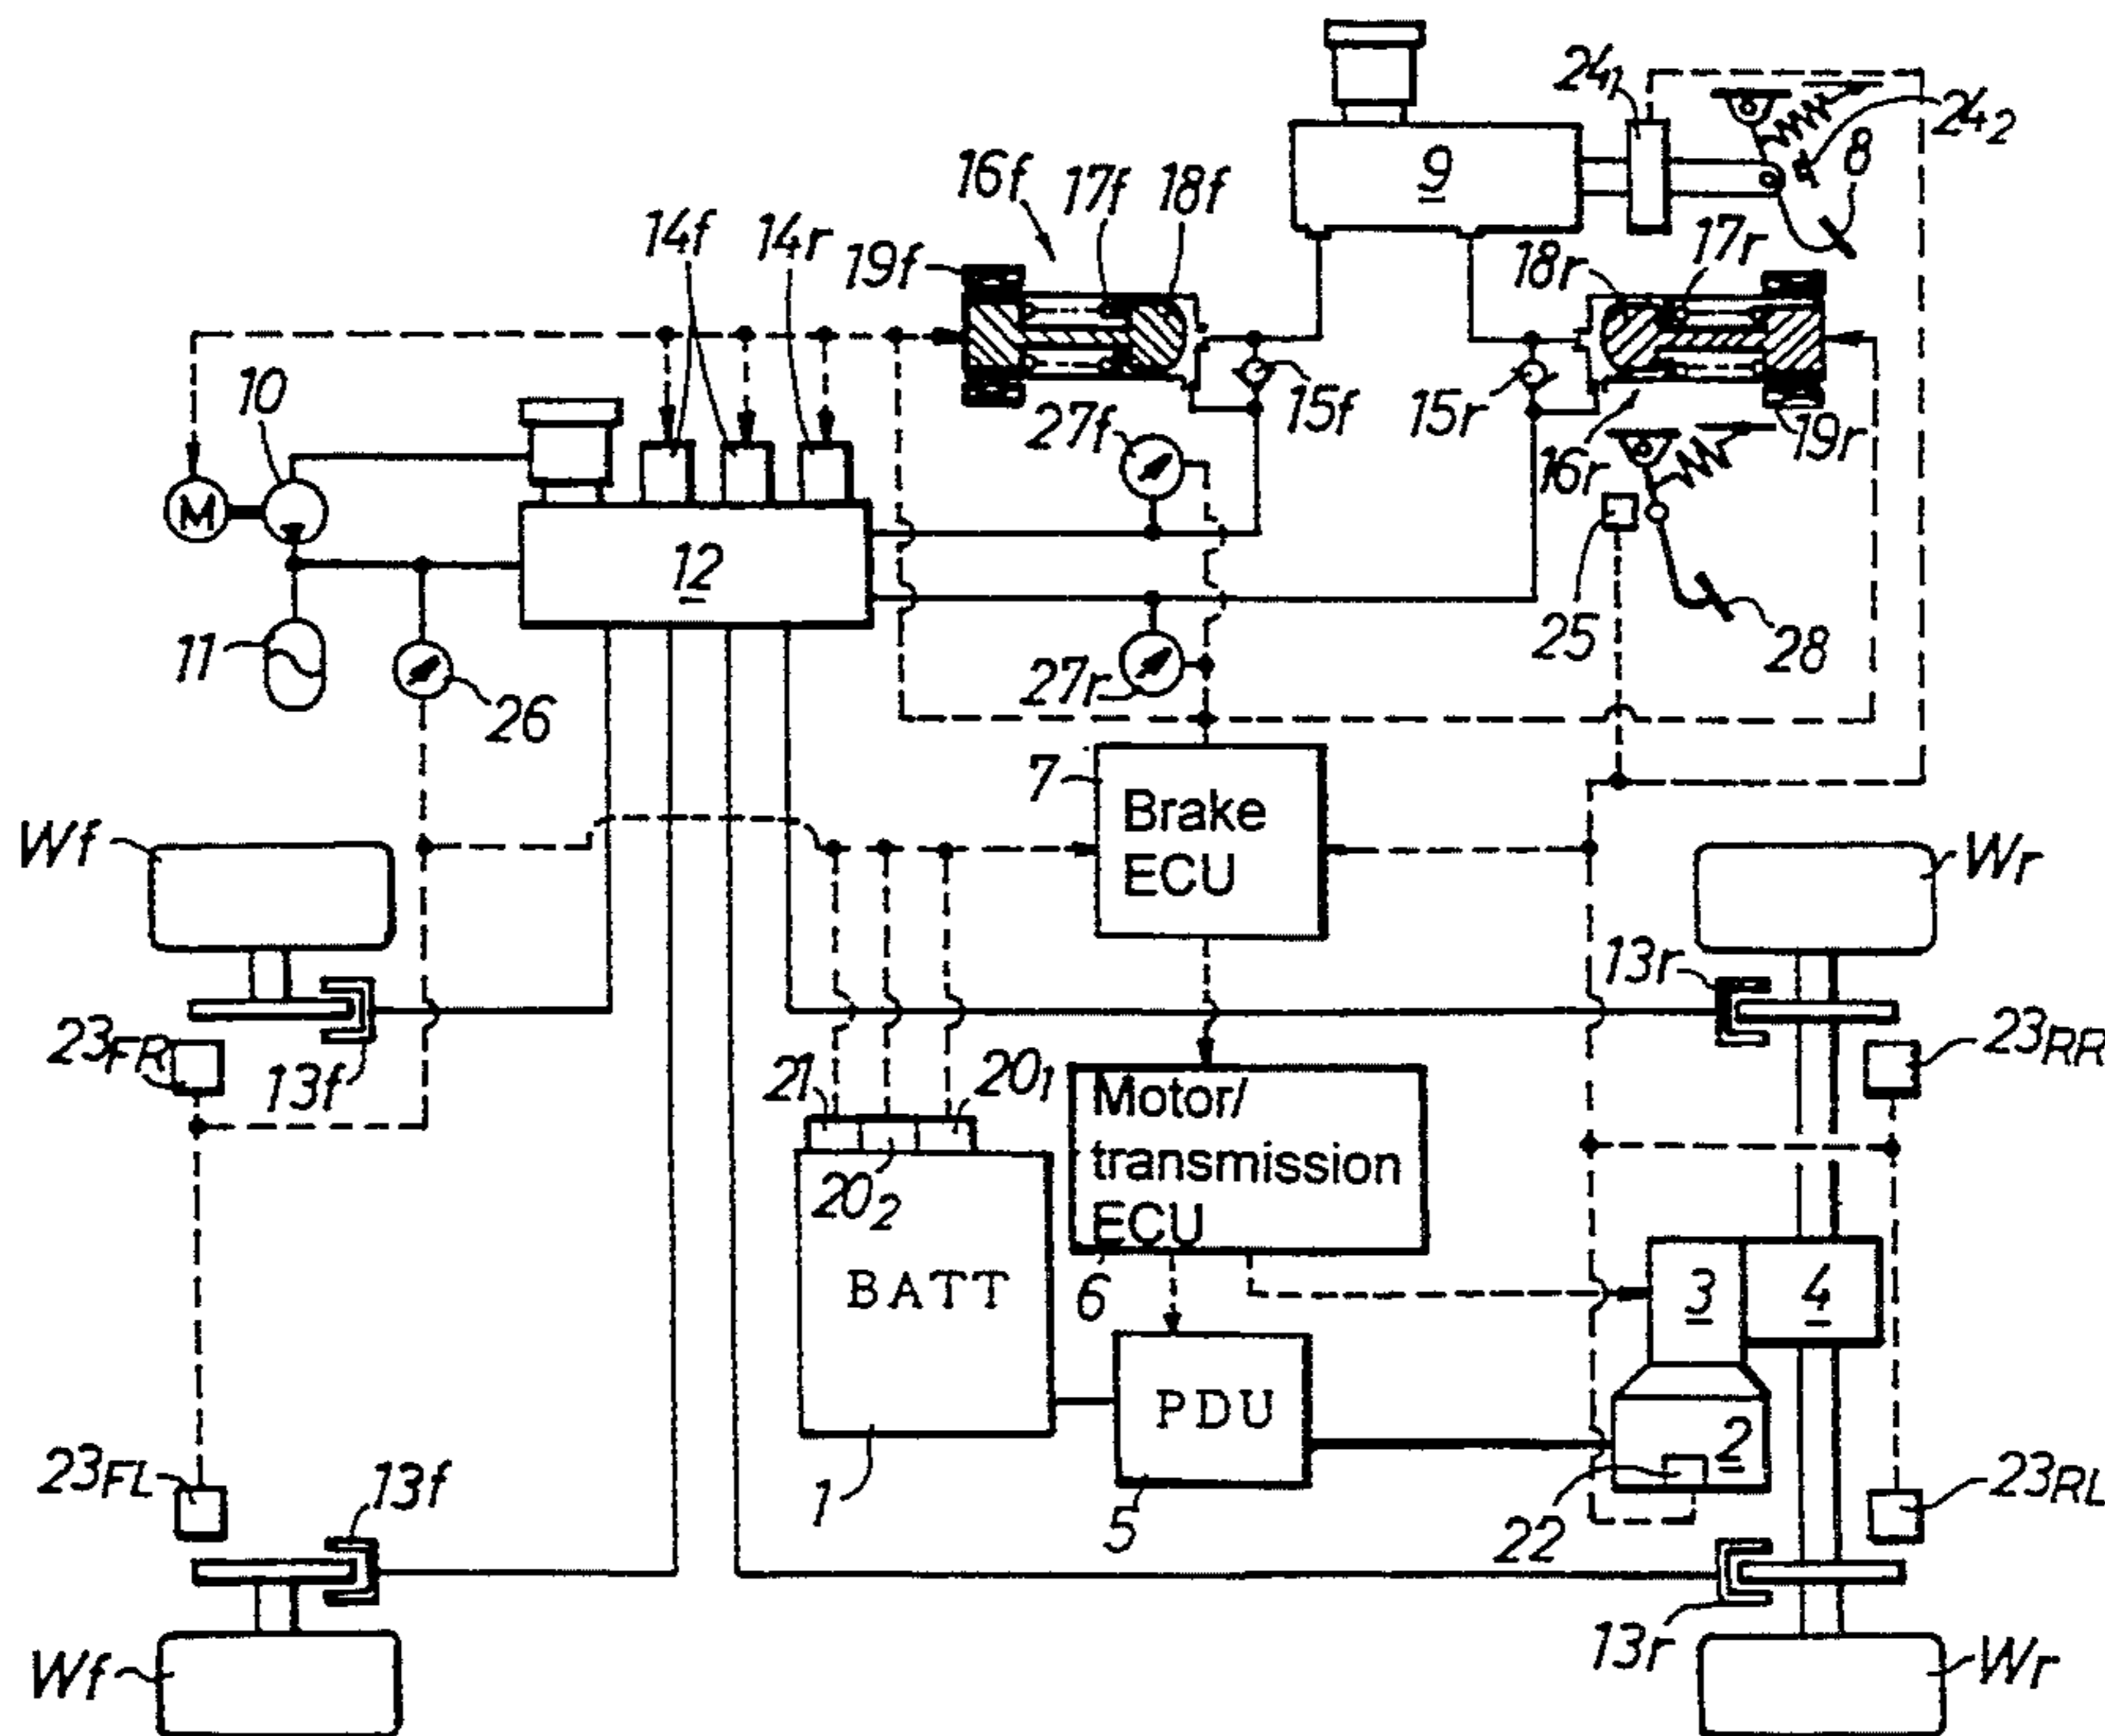 24₁
24₂
8
9
16f
17f
18f
14f
14r
19f
18r
17r
10
15f
15r
27f
16r
19r
M
12
25
28
11
26
27r
7
Brake
ECU
Wf
Wr
13r
23FR
13f
23RR
21
20₁
Motor/
transmission
ECU
20₂
BATT
6
3
4
PDU
2
23FL
13f
1
5
22
23RL
13r
Wf
Wr